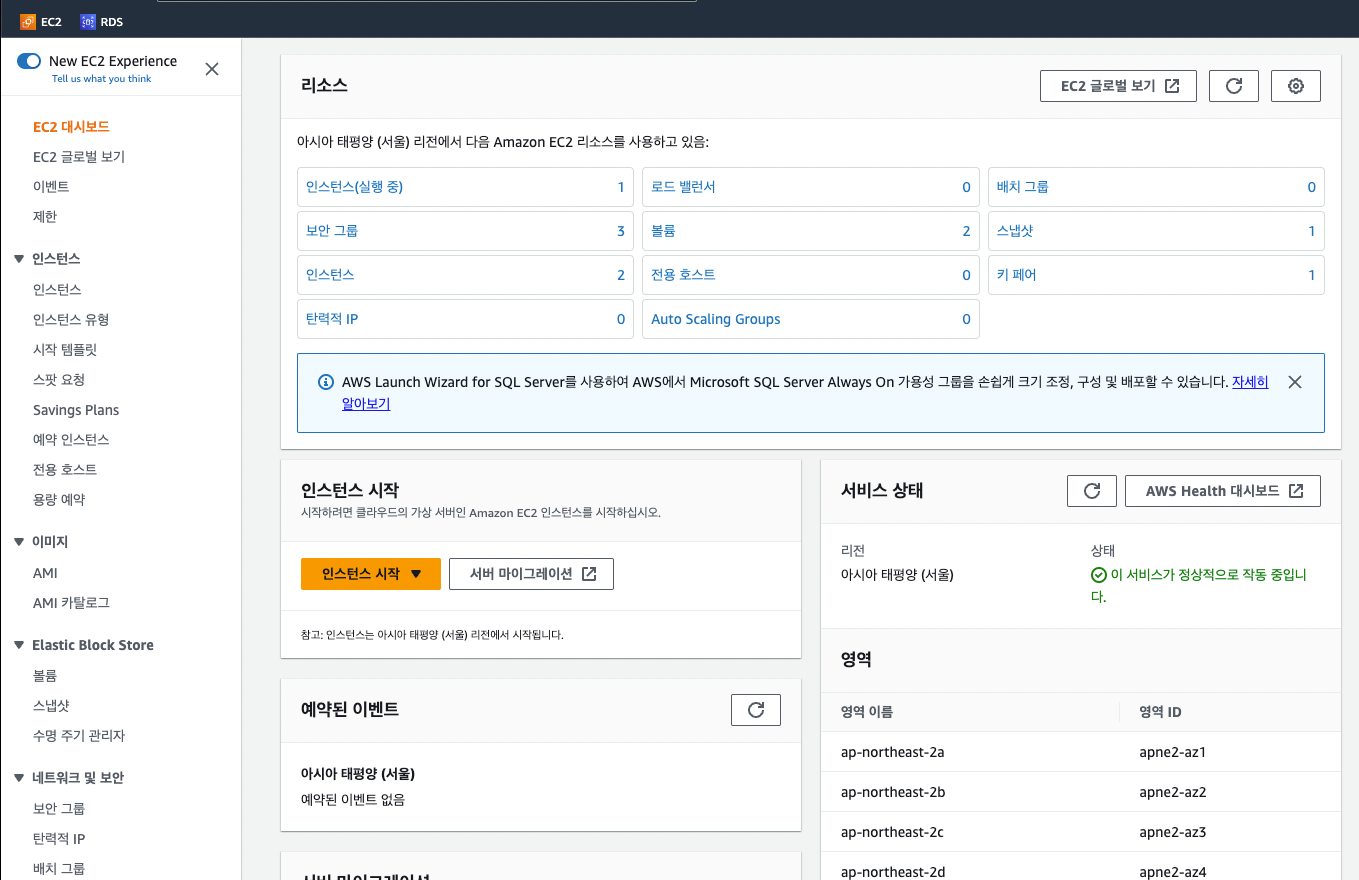 EC2
RDS
New EC2 Experience
Tell us what you think
EC2 대시보드
EC2 글로벌 보기
이벤트
제한
인스턴스
인스턴스
인스턴스 유형
시작 템플릿
스팟 요청
Savings Plans
예약 인스턴스
전용 호스트
용량 예약
이미지
AMI
AMI 카탈로그
Elastic Block Store
볼륨
스냅샷
수명 주기 관리자
네트워크 및 보안
보안 그룹
탄력적 IP
배치 그룹
리소스
EC2 글로벌 보기
아시아 태평양 (서울) 리전에서 다음 Amazon EC2 리소스를 사용하고 있음:
인스턴스(실행 중) 1
로드 밸런서 0
배치 그룹 0
보안 그룹 3
볼륨 2
스냅샷 1
인스턴스 2
전용 호스트 0
키 페어 1
탄력적 IP 0
Auto Scaling Groups 0
AWS Launch Wizard for SQL Server를 사용하여 AWS에서 Microsoft SQL Server Always On 가용성 그룹을 손쉽게 크기 조정, 구성 및 배포할 수 있습니다. 자세히
알아보기
인스턴스 시작
시작하려면 클라우드의 가상 서버인 Amazon EC2 인스턴스를 시작하십시오.
인스턴스 시작
서버 마이그레이션
참고: 인스턴스는 아시아 태평양 (서울) 리전에서 시작됩니다.
예약된 이벤트
아시아 태평양 (서울)
예약된 이벤트 없음
서버 마이그레이션
서비스 상태
AWS Health 대시보드
리전
아시아 태평양 (서울)
상태
이 서비스가 정상적으로 작동 중입니
다.
영역
영역 이름 영역 ID
ap-northeast-2a apne2-az1
ap-northeast-2b apne2-az2
ap-northeast-2c apne2-az3
ap-northeast-2d apne2-az4